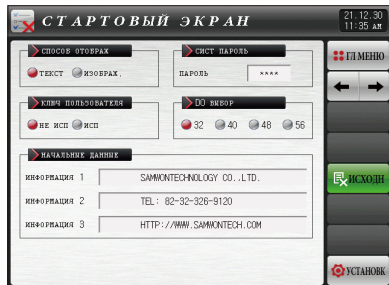 СТАРТОВЫЙ ЭКРАН
21.12.30
11:35 AM
СПОСОБ ОТОБРАХ
ТЕКСТ ИЗОБРАХ.
СИСТ ПАРОЛЬ
ПАРОЛЬ ****
КЛЮЧ ПОЛЬЗОВАТЕЛЯ
НЕ ИСП ИСП
DO ВЫБОР
32 40 48 56
НАЧАЛЬНЫЕ ДАННЫЕ
ИНФОРМАЦИЯ 1 SAMWONTECHNOLOGY CO.,LTD.
ИНФОРМАЦИЯ 2 TEL: 82-32-326-9120
ИНФОРМАЦИЯ 3 HTTP://WWW.SAMWONTECH.COM
ГЛ МЕНЮ
ИСХОДН
УСТАНОВК